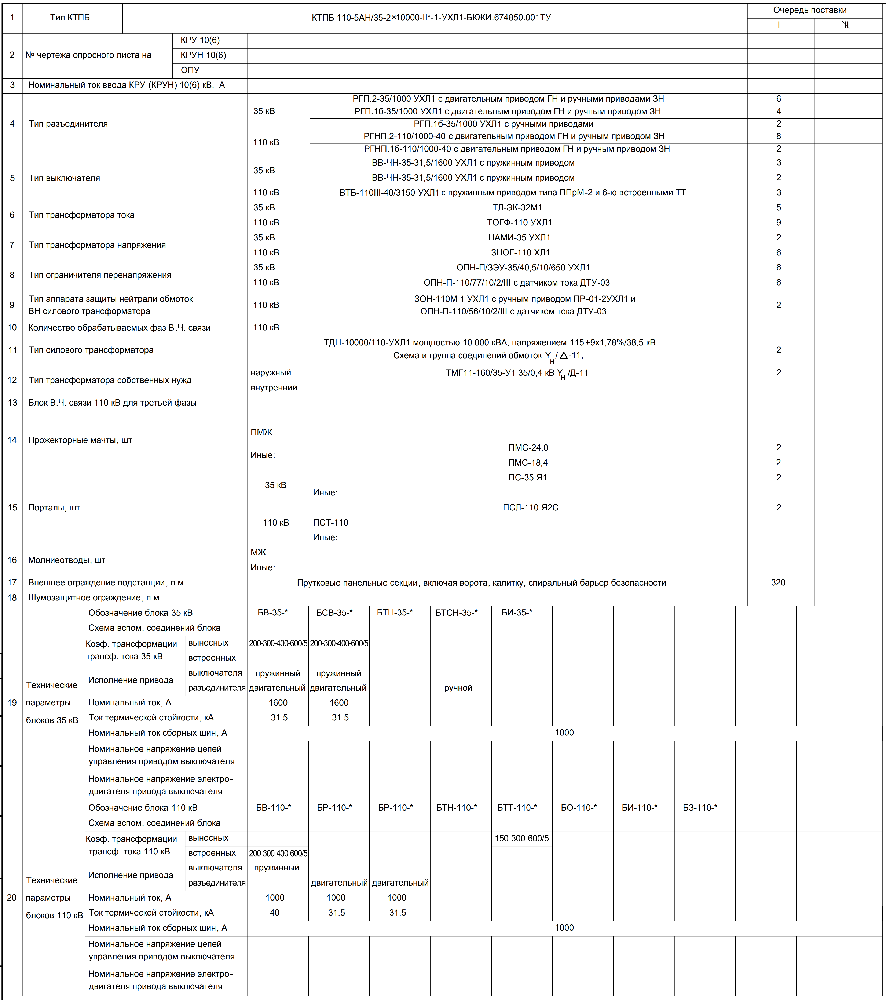 1 Тип КТПБ КТПБ 110-5АН/35-2×10000-II*-1-УХЛ1-БКЖИ.674850.001ТУ Очередь поставки
I II
2 № чертежа опросного листа на КРУ 10(6)
КРУН 10(6)
ОПУ
3 Номинальный ток ввода КРУ (КРУН) 10(6) кВ, А
4 Тип разъединителя 35 кВ РГП.2-35/1000 УХЛ1 с двигательным приводом ГН и ручными приводами ЗН 6
РГП.1б-35/1000 УХЛ1 с двигательным приводом ГН и ручным приводом ЗН 4
РГП.1б-35/1000 УХЛ1 с ручными приводами 2
110 кВ РГНП.2-110/1000-40 с двигательным приводом ГН и ручным приводом ЗН 8
РГНП.1б-110/1000-40 с двигательным приводом ГН и ручным приводом ЗН 2
5 Тип выключателя 35 кВ ВВ-ЧН-35-31,5/1600 УХЛ1 с пружинным приводом 3
ВВ-ЧН-35-31,5/1600 УХЛ1 с пружинным приводом 2
110 кВ ВТБ-110III-40/3150 УХЛ1 с пружинным приводом типа ППрМ-2 и 6-ю встроенными ТТ 3
6 Тип трансформатора тока 35 кВ ТЛ-ЭК-32М1 5
110 кВ ТОГФ-110 УХЛ1 9
7 Тип трансформатора напряжения 35 кВ НАМИ-35 УХЛ1 2
110 кВ ЗНОГ-110 ХЛ1 6
8 Тип ограничителя перенапряжения 35 кВ ОПН-П/ЗЭУ-35/40,5/10/650 УХЛ1 6
110 кВ ОПН-П-110/77/10/2/III с датчиком тока ДТУ-03 6
9 Тип аппарата защиты нейтрали обмоток
ВН силового трансформатора 110 кВ ЗОН-110М 1 УХЛ1 с ручным приводом ПР-01-2УХЛ1 и
ОПН-П-110/56/10/2/III с датчиком тока ДТУ-03 2
10 Количество обрабатываемых фаз В.Ч. связи 110 кВ
11 Тип силового трансформатора ТДН-10000/110-УХЛ1 мощностью 10 000 кВА, напряжением 115±9х1,78%/38,5 кВ
Схема и группа соединений обмоток Yн/ Δ-11, 2
12 Тип трансформатора собственных нужд наружный ТМГ11-160/35-У1 35/0,4 кВ Yн /Д-11 2
внутренний
13 Блок В.Ч. связи 110 кВ для третьей фазы
14 Прожекторные мачты, шт
ПМЖ
Иные: ПМС-24,0 2
ПМС-18,4 2
15 Порталы, шт 35 кВ ПС-35 Я1 2
Иные:
110 кВ ПСЛ-110 Я2С 2
ПСТ-110
Иные:
16 Молниеотводы, шт МЖ
Иные:
17 Внешнее ограждение подстанции, п.м. Прутковые панельные секции, включая ворота, калитку, спиральный барьер безопасности 320
18 Шумозащитное ограждение, п.м.
19 Технические
параметры
блоков 35 кВ
Обозначение блока 35 кВ БВ-35-* БСВ-35-* БТН-35-* БТСН-35-* БИ-35-*
Схема вспом. соединений блока
Коэф. трансформации
трансф. тока 35 кВ
выносных 200-300-400-600/5 200-300-400-600/5
встроенных
Исполнение привода выключателя пружинный пружинный
разъединителя двигательный двигательный ручной
Номинальный ток, А 1600 1600
Ток термической стойкости, кА 31.5 31.5
Номинальный ток сборных шин, А 1000
Номинальное напряжение цепей
управления приводом выключателя
Номинальное напряжение электро-
двигателя привода выключателя
20 Технические
параметры
блоков 110 кВ
Обозначение блока 110 кВ БВ-110-* БР-110-* БР-110-* БТН-110-* БТТ-110-* БО-110-* БИ-110-* БЗ-110-*
Схема вспом. соединений блока
Коэф. трансформации
трансф. тока 110 кВ
выносных 150-300-600/5
встроенных 200-300-400-600/5
Исполнение привода выключателя пружинный
разъединителя двигательный двигательный
Номинальный ток, А 1000 1000 1000
Ток термической стойкости, кА 40 31.5 31.5
Номинальный ток сборных шин, А 1000
Номинальное напряжение цепей
управления приводом выключателя
Номинальное напряжение электро-
двигателя привода выключателя